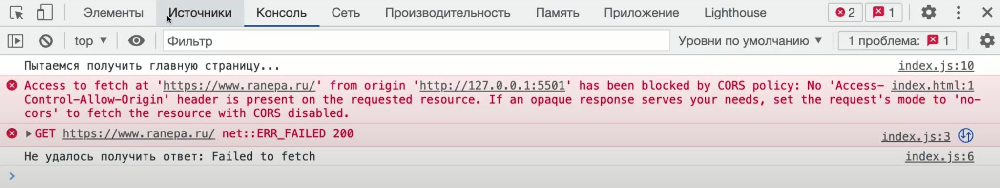 Элементы Источники Консоль Сеть Производительность Память Приложение Lighthouse 2 1
top Фильтр Уровни по умолчанию 1 проблема: 1
Пытаемся получить главную страницу... index.js:10
Access to fetch at 'https://www.ranepa.ru/' from origin 'http://127.0.0.1:5501' has been blocked by CORS policy: No 'Access- index.html:1
Control-Allow-Origin' header is present on the requested resource. If an opaque response serves your needs, set the request's mode to 'no-
cors' to fetch the resource with CORS disabled.
GET https://www.ranepa.ru/ net::ERR_FAILED 200 index.js:3
Не удалось получить ответ: Failed to fetch index.js:6